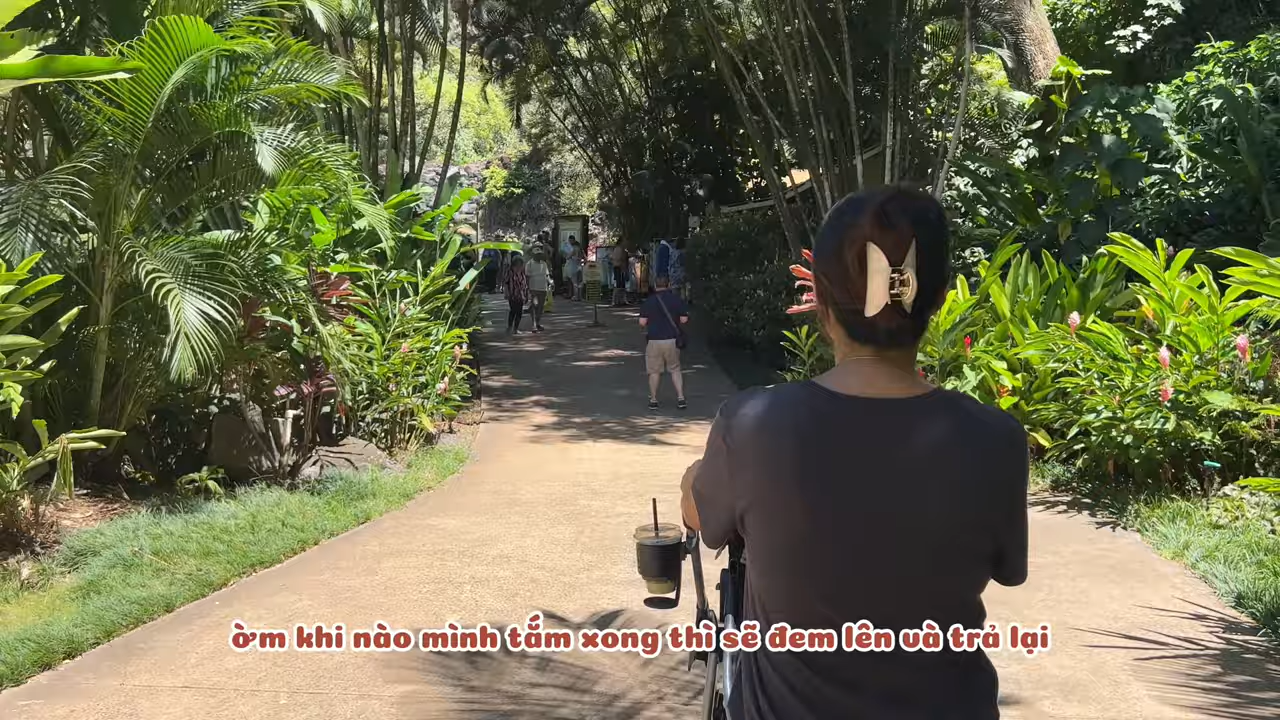 ờm khi nào mình tắm xong thì sẽ đem lên và trả lại